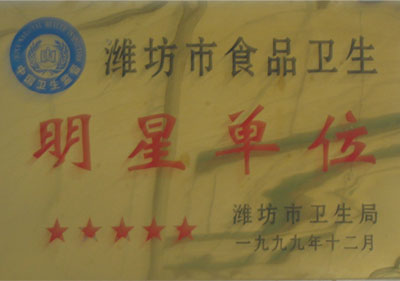 潍坊市食品卫生
明星单位
潍坊市卫生局
一九九九年十二月